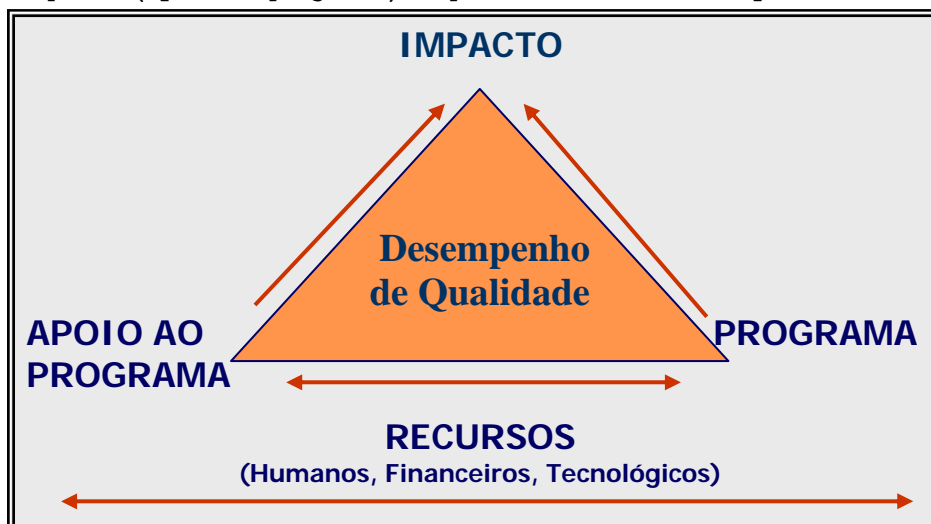 IMPACTO
Desempenho
de Qualidade
APOIO AO
PROGRAMA
PROGRAMA
RECURSOS
(Humanos, Financeiros, Tecnológicos)